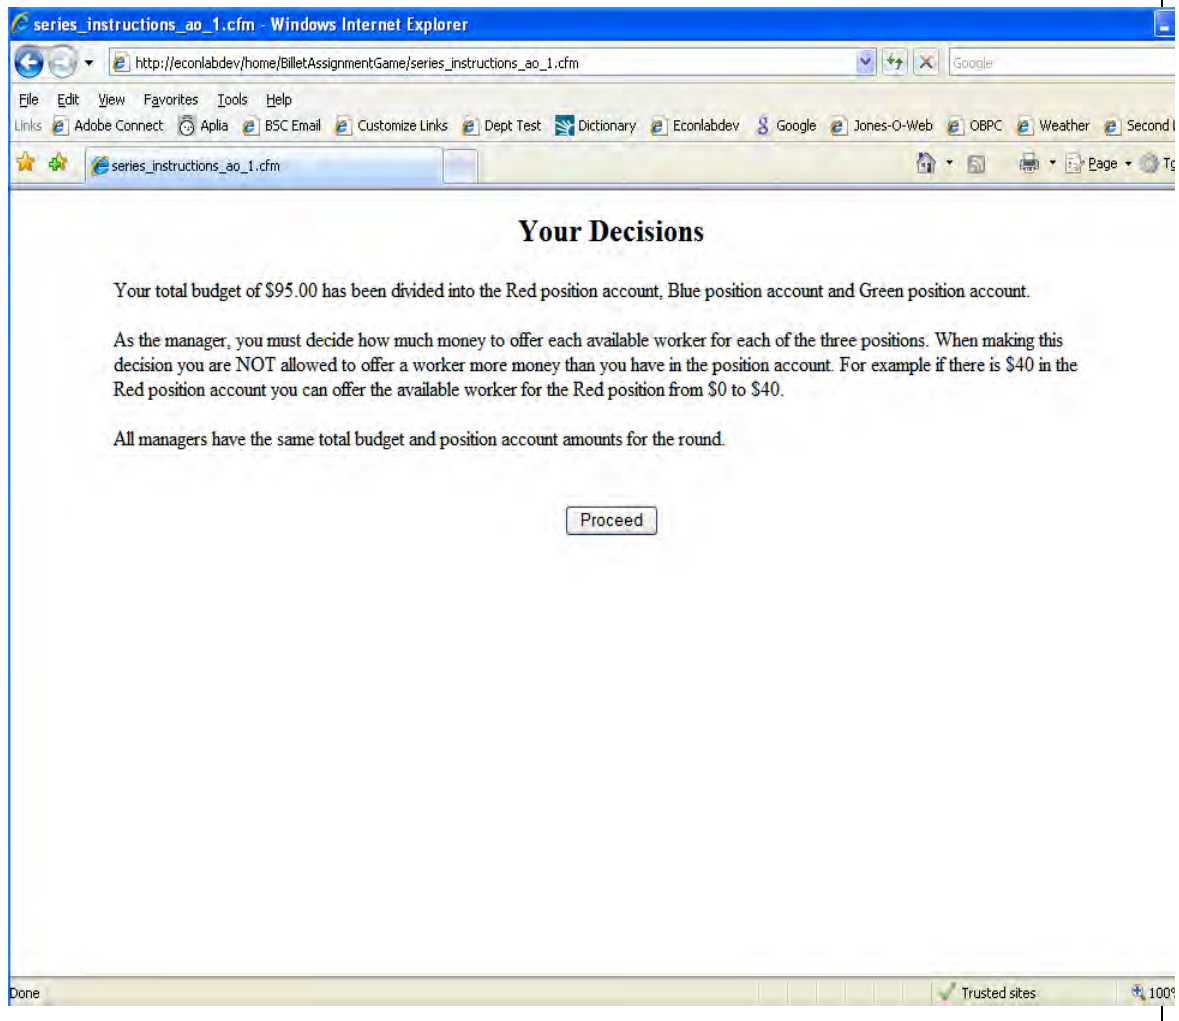 series_instructions_ao_1.cfm - Windows Internet Explorer
http://econlabdev/home/BilletAssignmentGame/series_instructions_ao_1.cfm Google
File Edit View Favorites Tools Help
Links Adobe Connect Aplia BSC Email Customize Links Dept Test Dictionary Econlabdev Google Jones-O-Web OBPC Weather Second
series_instructions_ao_1.cfm Page
Your Decisions
Your total budget of $95.00 has been divided into the Red position account, Blue position account and Green position account.
As the manager, you must decide how much money to offer each available worker for each of the three positions. When making this
decision you are NOT allowed to offer a worker more money than you have in the position account. For example if there is $40 in the
Red position account you can offer the available worker for the Red position from $0 to $40.
All managers have the same total budget and position account amounts for the round.
Proceed
Done Trusted sites 100%